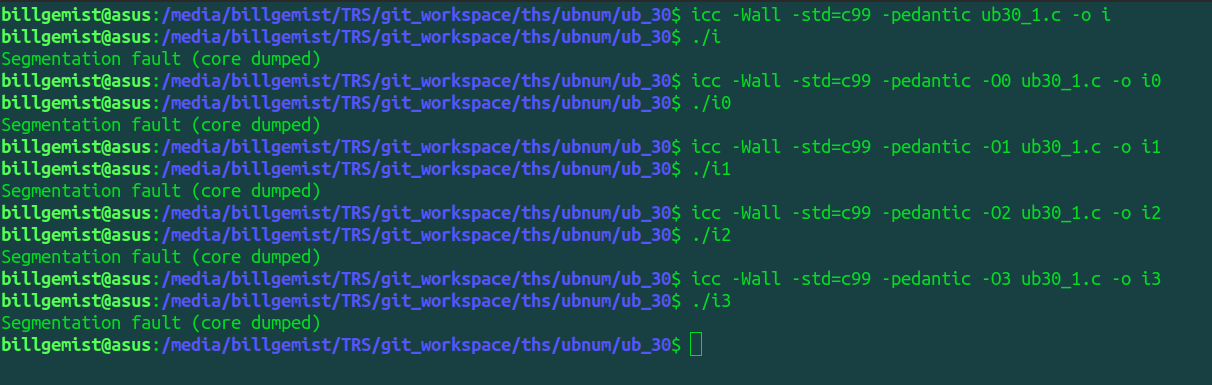 billgemist@asus:/media/billgemist/TRS/git_workspace/ths/ubnum/ub_30$ icc -Wall -std=c99 -pedantic ub30_1.c -o i
billgemist@asus:/media/billgemist/TRS/git_workspace/ths/ubnum/ub_30$ ./i
Segmentation fault (core dumped)
billgemist@asus:/media/billgemist/TRS/git_workspace/ths/ubnum/ub_30$ icc -Wall -std=c99 -pedantic -O0 ub30_1.c -o i0
billgemist@asus:/media/billgemist/TRS/git_workspace/ths/ubnum/ub_30$ ./i0
Segmentation fault (core dumped)
billgemist@asus:/media/billgemist/TRS/git_workspace/ths/ubnum/ub_30$ icc -Wall -std=c99 -pedantic -O1 ub30_1.c -o i1
billgemist@asus:/media/billgemist/TRS/git_workspace/ths/ubnum/ub_30$ ./i1
Segmentation fault (core dumped)
billgemist@asus:/media/billgemist/TRS/git_workspace/ths/ubnum/ub_30$ icc -Wall -std=c99 -pedantic -O2 ub30_1.c -o i2
billgemist@asus:/media/billgemist/TRS/git_workspace/ths/ubnum/ub_30$ ./i2
Segmentation fault (core dumped)
billgemist@asus:/media/billgemist/TRS/git_workspace/ths/ubnum/ub_30$ icc -Wall -std=c99 -pedantic -O3 ub30_1.c -o i3
billgemist@asus:/media/billgemist/TRS/git_workspace/ths/ubnum/ub_30$ ./i3
Segmentation fault (core dumped)
billgemist@asus:/media/billgemist/TRS/git_workspace/ths/ubnum/ub_30$